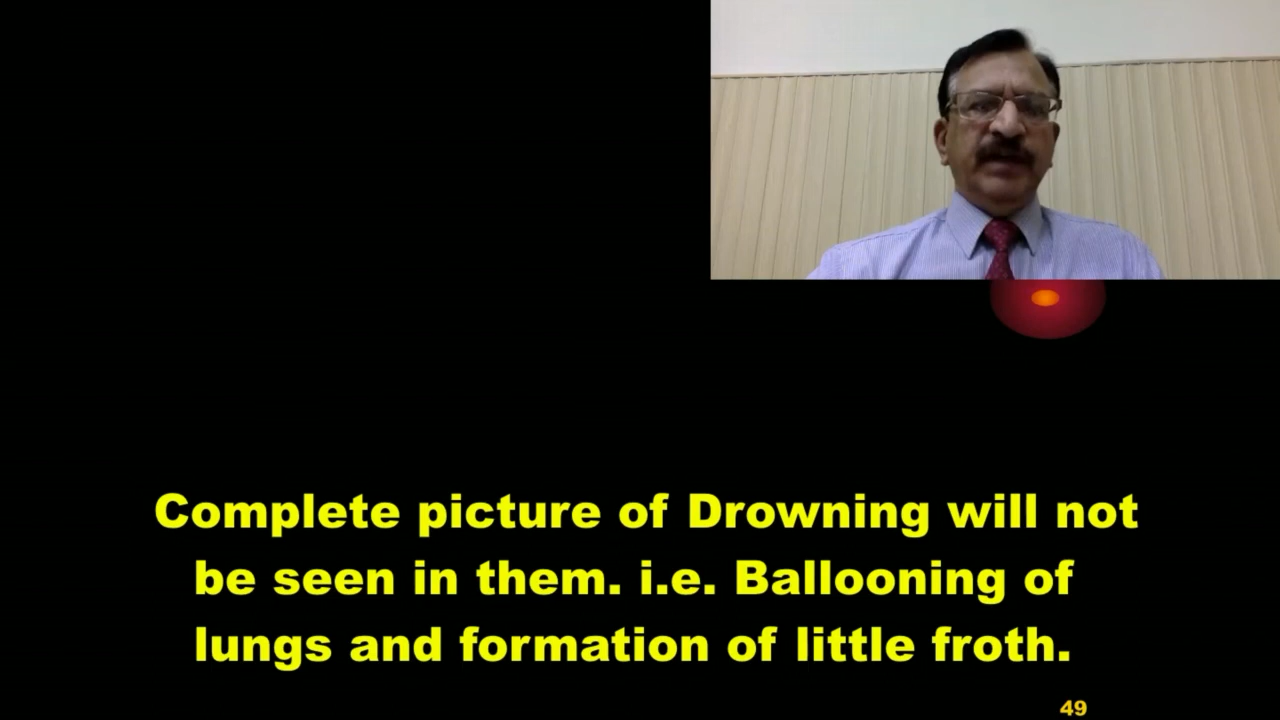 Complete picture of Drowning will not
be seen in them. i.e. Ballooning of
lungs and formation of little froth.
49